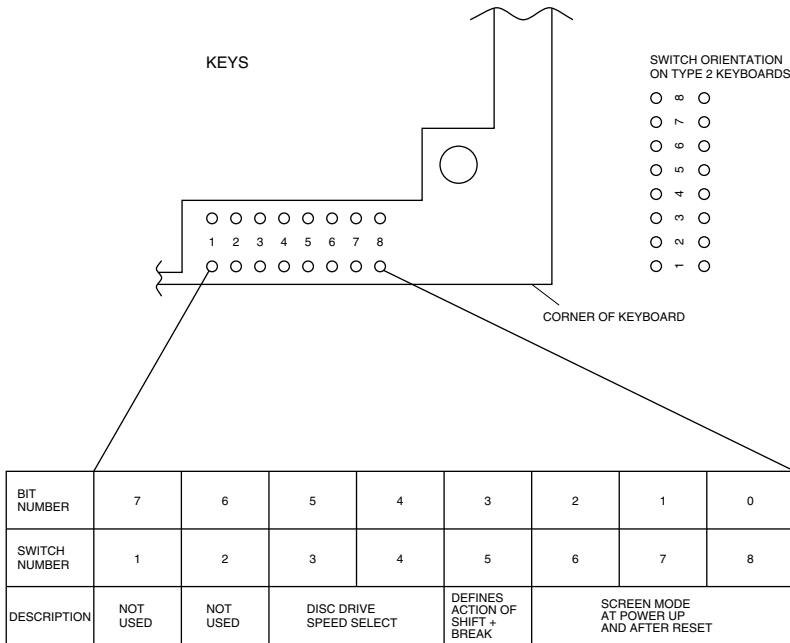 KEYS
SWITCH ORIENTATION
ON TYPE 2 KEYBOARDS
8
7
6
5
4
3
2
1
1 2 3 4 5 6 7 8
CORNER OF KEYBOARD
BIT
NUMBER
7 6 5 4 3 2 1 0
SWITCH
NUMBER
1 2 3 4 5 6 7 8
DESCRIPTION
NOT
USED
NOT
USED
DISC DRIVE
SPEED SELECT
DEFINES
ACTION OF
SHIFT +
BREAK
SCREEN MODE
AT POWER UP
AND AFTER RESET